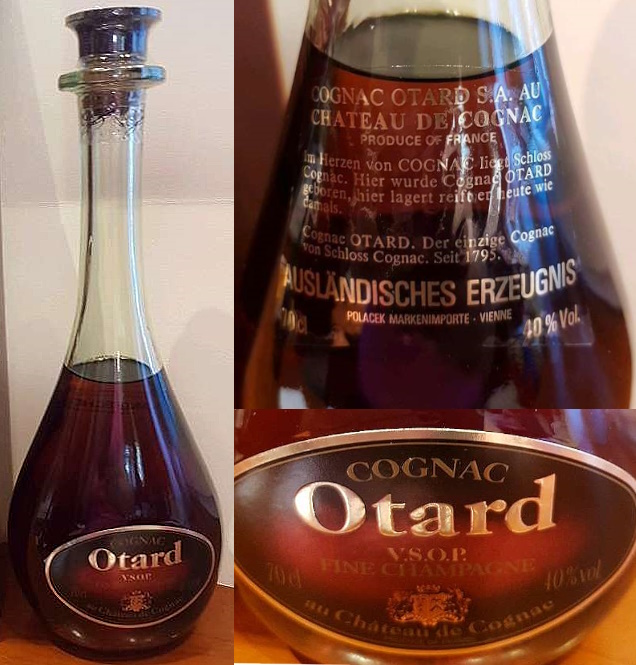 COGNAC
Otard
V.S.O.P.
au Château de Cognac
COGNAC OTARD S.A. AU
CHATEAU DE COGNAC
PRODUCE OF FRANCE
Im Herzen von COGNAC liegt Schloss
Cognac. Hier wurde Cognac OTARD
geboren, hier lagert reift er heute wie
damals.
Cognac OTARD. Der einzige Cognac
von Schloss Cognac. Seit 1795.
AUSLÄNDISCHES ERZEUGNIS
POLACEK MARKENIMPORTE - VIENNE
70 cl 40 % Vol.
COGNAC
Otard
V.S.O.P.
FINE CHAMPAGNE
70 cl 40% vol
au Château de Cognac